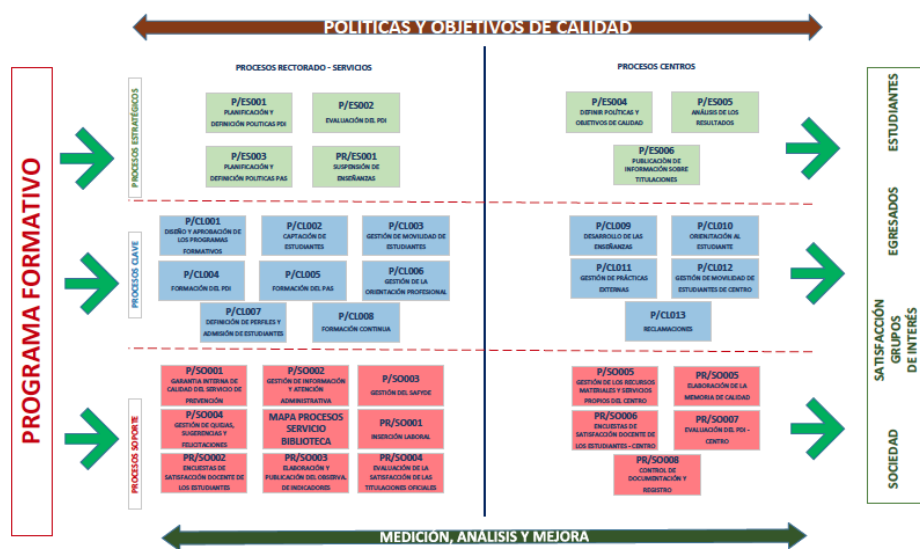 POLÍTICAS Y OBJETIVOS DE CALIDAD
PROGRAMA FORMATIVO
PROCESOS RECTORADO - SERVICIOS
PROCESOS CENTROS
PROCESOS ESTRATÉGICOS
P/ES001
PLANIFICACIÓN Y
DEFINICIÓN POLITICAS PDI
P/ES002
EVALUACIÓN DEL PDI
P/ES003
PLANIFICACIÓN Y
DEFINICIÓN POLITICAS PAS
PR/ES001
SUSPENSIÓN DE
ENSEÑANZAS
P/ES004
DEFINIR POLÍTICAS Y
OBJETIVOS DE CALIDAD
P/ES005
ANÁLISIS DE LOS
RESULTADOS
P/ES006
PUBLICACIÓN DE
INFORMACIÓN SOBRE
TITULACIONES
PROCESOS CLAVE
P/CL001
DISEÑO Y APROBACIÓN DE
LOS PROGRAMAS
FORMATIVOS
P/CL002
CAPTACIÓN DE
ESTUDIANTES
P/CL003
GESTIÓN DE MOVILIDAD DE
ESTUDIANTES
P/CL004
FORMACIÓN DEL PDI
P/CL005
FORMACIÓN DEL PAS
P/CL006
GESTIÓN DE LA
ORIENTACIÓN PROFESIONAL
P/CL007
DEFINICIÓN DE PERFILES Y
ADMISIÓN DE ESTUDIANTES
P/CL008
FORMACIÓN CONTINUA
P/CL009
DESARROLLO DE LAS
ENSEÑANZAS
P/CL010
ORIENTACIÓN AL
ESTUDIANTE
P/CL011
GESTIÓN DE PRÁCTICAS
EXTERNAS
P/CL012
GESTIÓN DE MOVILIDAD DE
ESTUDIANTES DE CENTRO
P/CL013
RECLAMACIONES
PROCESOS SOPORTE
P/SO001
GARANTIA INTERNA DE
CALIDAD DEL SERVICIO DE
PREVENCIÓN
P/SO002
GESTIÓN DE INFORMACIÓN
Y ATENCIÓN
ADMINISTRATIVA
P/SO003
GESTIÓN DEL SAFYDE
P/SO004
GESTIÓN DE QUEJAS,
SUGERENCIAS Y
FELICITACIONES
MAPA PROCESOS
SERVICIO
BIBLIOTECA
PR/SO001
INSERCIÓN LABORAL
PR/SO002
ENCUESTAS DE
SATISFACCIÓN DOCENTE DE
LOS ESTUDIANTES
PR/SO003
ELABORACIÓN Y
PUBLICACIÓN DEL OBSERVA.
DE INDICADORES
PR/SO004
EVALUACIÓN DE LA
SATISFACCIÓN DE LAS
TITULACIONES OFICIALES
P/SO005
GESTIÓN DE LOS RECURSOS
MATERIALES Y SERVICIOS
PROPIOS DEL CENTRO
PR/SO005
ELABORACIÓN DE LA
MEMORIA DE CALIDAD
PR/SO006
ENCUESTAS DE
SATISFACCIÓN DOCENTE DE
LOS ESTUDIANTES - CENTRO
PR/SO007
EVALUACIÓN DEL PDI -
CENTRO
PR/SO008
CONTROL DE
DOCUMENTACIÓN Y
REGISTRO
ESTUDIANTES
EGRESADOS
SATISFACCIÓN
GRUPOS
DE INTERÉS
SOCIEDAD
MEDICIÓN, ANÁLISIS Y MEJORA